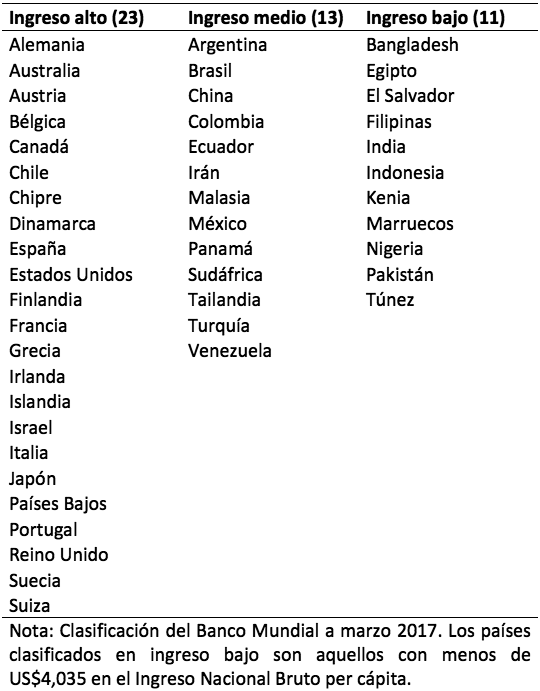 Ingreso alto (23) Ingreso medio (13) Ingreso bajo (11)
Alemania Argentina Bangladesh
Australia Brasil Egipto
Austria China El Salvador
Bélgica Colombia Filipinas
Canadá Ecuador India
Chile Irán Indonesia
Chipre Malasia Kenia
Dinamarca México Marruecos
España Panamá Nigeria
Estados Unidos Sudáfrica Pakistán
Finlandia Tailandia Túnez
Francia Turquía
Grecia Venezuela
Irlanda
Islandia
Israel
Italia
Japón
Países Bajos
Portugal
Reino Unido
Suecia
Suiza
Nota: Clasificación del Banco Mundial a marzo 2017. Los países
clasificados en ingreso bajo son aquellos con menos de
US$4,035 en el Ingreso Nacional Bruto per cápita.